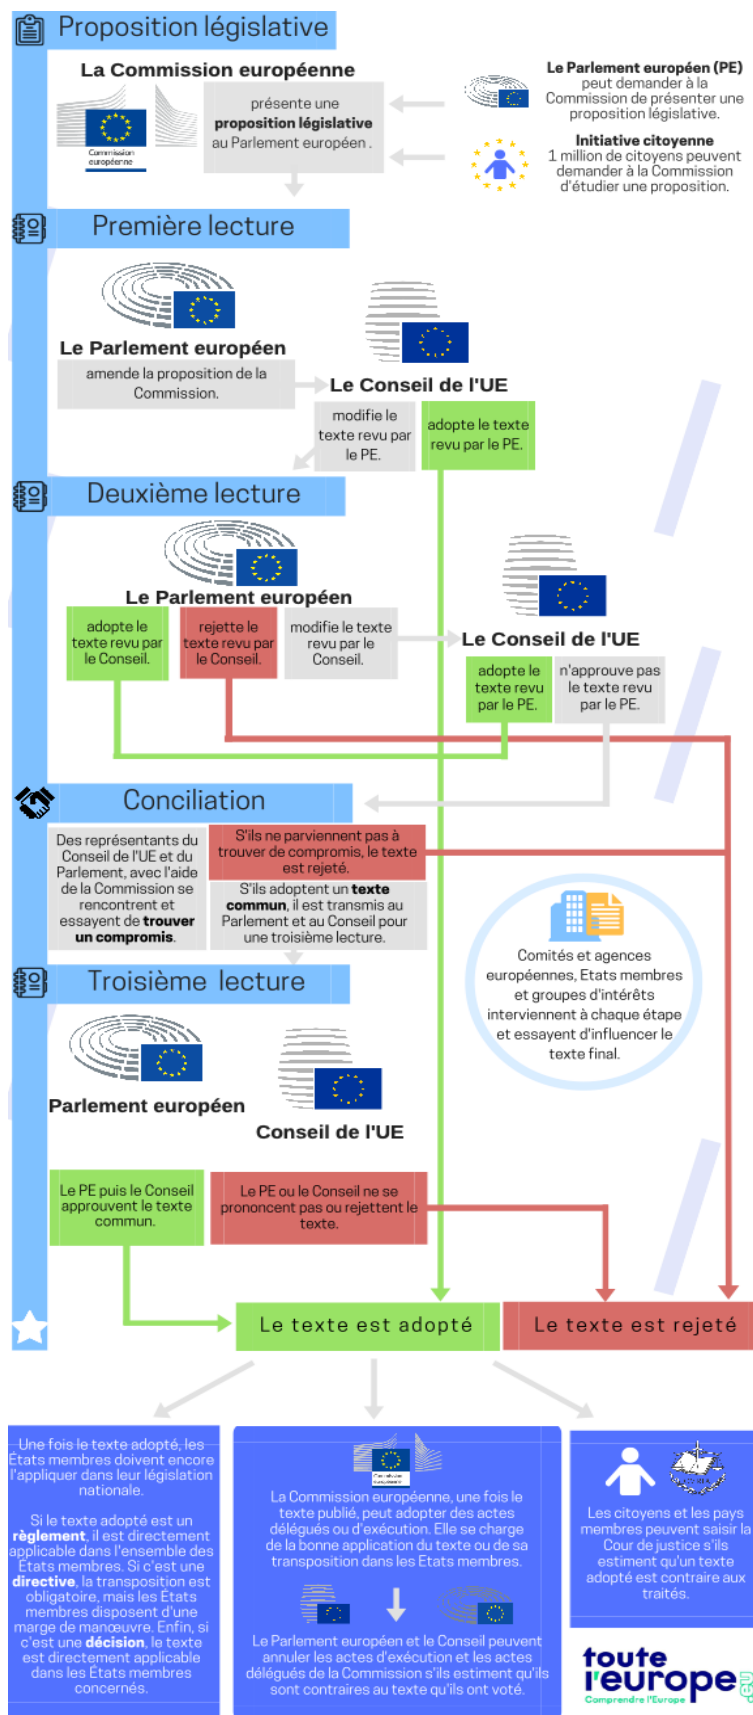 Proposition législative
La Commission européenne
Commission
européenne
présente une
proposition législative
au Parlement européen .
Le Parlement européen (PE)
peut demander à la
Commission de présenter une
proposition législative.
Initiative citoyenne
1 million de citoyens peuvent
demander à la Commission
d'étudier une proposition.
Première lecture
Le Parlement européen
amende la proposition de la
Commission.
Le Conseil de l'UE
modifie le
texte revu par
le PE.
adopte le texte
revu par le PE.
Deuxième lecture
Le Parlement européen
adopte le
texte revu par
le Conseil.
rejette le
texte revu par
le Conseil.
modifie le texte
revu par le
Conseil.
Le Conseil de l'UE
adopte le
texte revu
par le PE.
n'approuve pas
le texte revu
par le PE.
Conciliation
Des représentants du
Conseil de l'UE et du
Parlement, avec l'aide
de la Commission se
rencontrent et
essayent de trouver
un compromis.
S'ils ne parviennent pas à
trouver de compromis, le texte
est rejeté.
S'ils adoptent un texte
commun, il est transmis au
Parlement et au Conseil pour
une troisième lecture.
Comités et agences
européennes, Etats membres
et groupes d'intérêts
interviennent à chaque étape
et essayent d'influencer le
texte final.
Troisième lecture
Parlement européen
Conseil de l'UE
Le PE puis le Conseil
approuvent le texte
commun.
Le PE ou le Conseil ne se
prononcent pas ou rejettent le
texte.
Le texte est adopté
Le texte est rejeté
Une fois le texte adopté, les
États membres doivent encore
l'appliquer dans leur législation
nationale.
Si le texte adopté est un
règlement, il est directement
applicable dans l'ensemble des
États membres. Si c'est une
directive, la transposition est
obligatoire, mais les États
membres disposent d'une
marge de manœuvre. Enfin, si
c'est une décision, le texte
est directement applicable
dans les États membres
concernés.
Commission
européenne
La Commission européenne, une fois le
texte publié, peut adopter des actes
délégués ou d'exécution. Elle se charge
de la bonne application du texte ou de sa
transposition dans les Etats membres.
Le Parlement européen et le Conseil peuvent
annuler les actes d'exécution et les actes
délégués de la Commission s'ils estiment qu'ils
sont contraires au texte qu'ils ont voté.
CVRIA
Les citoyens et les pays
membres peuvent saisir la
Cour de justice s'ils
estiment qu'un texte
adopté est contraire aux
traités.
toute
l'europe.eu
Comprendre l'Europe